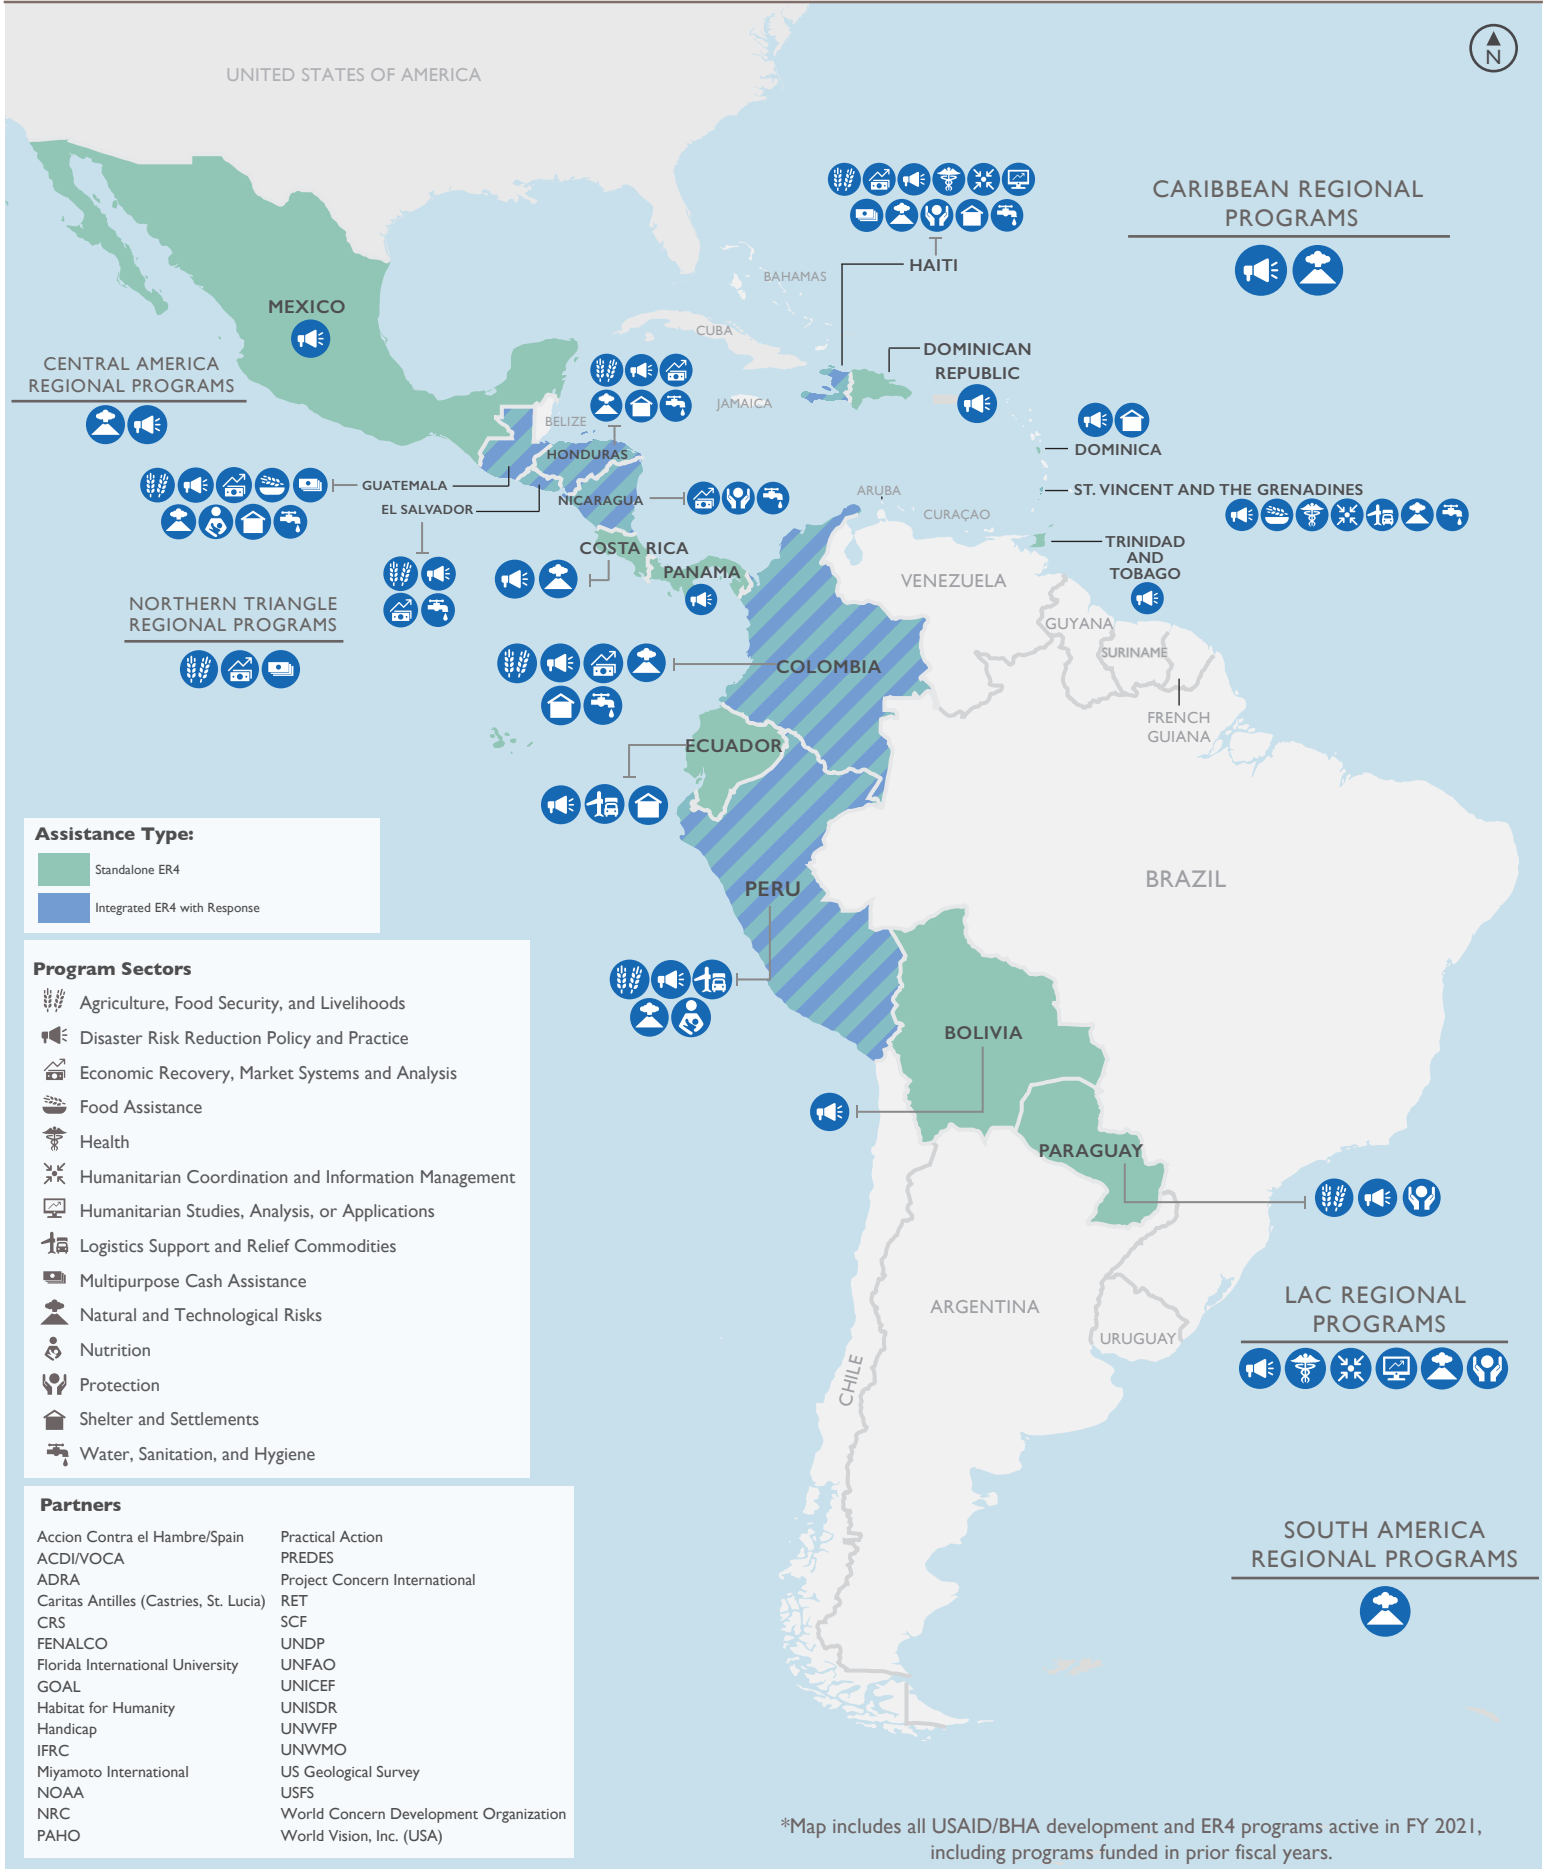 UNITED STATES OF AMERICA
N
CARIBBEAN REGIONAL
PROGRAMS
HAITI
BAHAMAS
MEXICO
CUBA
CENTRAL AMERICA
REGIONAL PROGRAMS
DOMINICAN
REPUBLIC
JAMAICA
BELIZE
DOMINICA
HONDURAS
GUATEMALA
ST. VINCENT AND THE GRENADINES
NICARAGUA
ARUBA
EL SALVADOR
CURAÇAO
TRINIDAD
AND
TOBAGO
COSTA RICA
PANAMA
VENEZUELA
NORTHERN TRIANGLE
REGIONAL PROGRAMS
GUYANA
SURINAME
COLOMBIA
FRENCH
GUIANA
ECUADOR
Assistance Type:
Standalone ER4
Integrated ER4 with Response
BRAZIL
PERU
Program Sectors
Agriculture, Food Security, and Livelihoods
Disaster Risk Reduction Policy and Practice
Economic Recovery, Market Systems and Analysis
Food Assistance
Health
Humanitarian Coordination and Information Management
Humanitarian Studies, Analysis, or Applications
Logistics Support and Relief Commodities
Multipurpose Cash Assistance
Natural and Technological Risks
Nutrition
Protection
Shelter and Settlements
Water, Sanitation, and Hygiene
BOLIVIA
PARAGUAY
LAC REGIONAL
PROGRAMS
ARGENTINA
URUGUAY
CHILE
Partners
Accion Contra el Hambre/Spain
ACDI/VOCA
ADRA
Caritas Antilles (Castries, St. Lucia)
CRS
FENALCO
Florida International University
GOAL
Habitat for Humanity
Handicap
IFRC
Miyamoto International
NOAA
NRC
PAHO
Practical Action
PREDES
Project Concern International
RET
SCF
UNDP
UNFAO
UNICEF
UNISDR
UNWFP
UNWMO
US Geological Survey
USFS
World Concern Development Organization
World Vision, Inc. (USA)
SOUTH AMERICA
REGIONAL PROGRAMS
*Map includes all USAID/BHA development and ER4 programs active in FY 2021,
including programs funded in prior fiscal years.